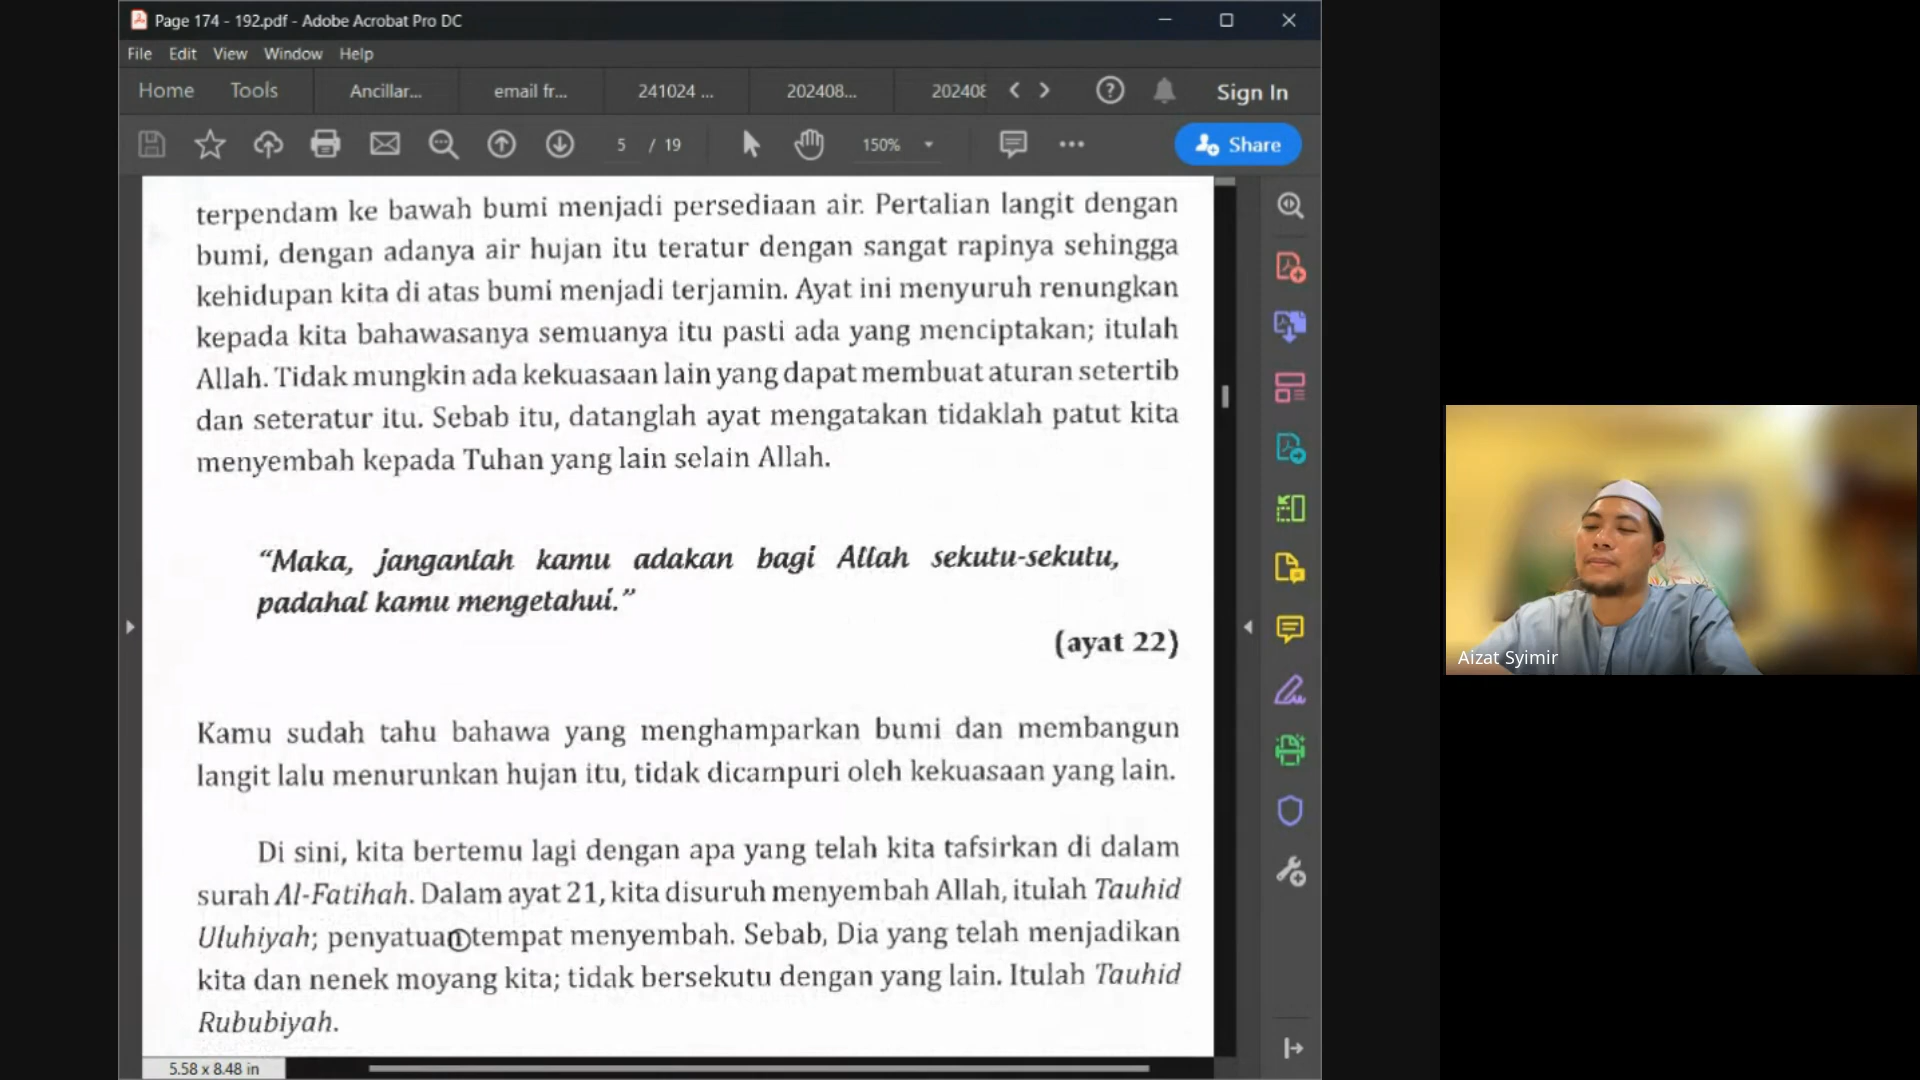 Page 174 - 192.pdf - Adobe Acrobat Pro DC
File Edit View Window Help
Home Tools Ancillar... email fr... 241024 ... 202408... 202408 Sign In
5 / 19 150% Share
terpendam ke bawah bumi menjadi persediaan air. Pertalian langit dengan
bumi, dengan adanya air hujan itu teratur dengan sangat rapinya sehingga
kehidupan kita di atas bumi menjadi terjamin. Ayat ini menyuruh renungkan
kepada kita bahawasanya semuanya itu pasti ada yang menciptakan; itulah
Allah. Tidak mungkin ada kekuasaan lain yang dapat membuat aturan setertib
dan seteratur itu. Sebab itu, datanglah ayat mengatakan tidaklah patut kita
menyembah kepada Tuhan yang lain selain Allah.
“Maka, janganlah kamu adakan bagi Allah sekutu-sekutu,
padahal kamu mengetahui.”
(ayat 22)
Kamu sudah tahu bahawa yang menghamparkan bumi dan membangun
langit lalu menurunkan hujan itu, tidak dicampuri oleh kekuasaan yang lain.
Di sini, kita bertemu lagi dengan apa yang telah kita tafsirkan di dalam
surah Al-Fatihah. Dalam ayat 21, kita disuruh menyembah Allah, itulah Tauhid
Uluhiyah; penyatuan tempat menyembah. Sebab, Dia yang telah menjadikan
kita dan nenek moyang kita; tidak bersekutu dengan yang lain. Itulah Tauhid
Rububiyah.
5.58 x 8.48 in
Aizat Syimir